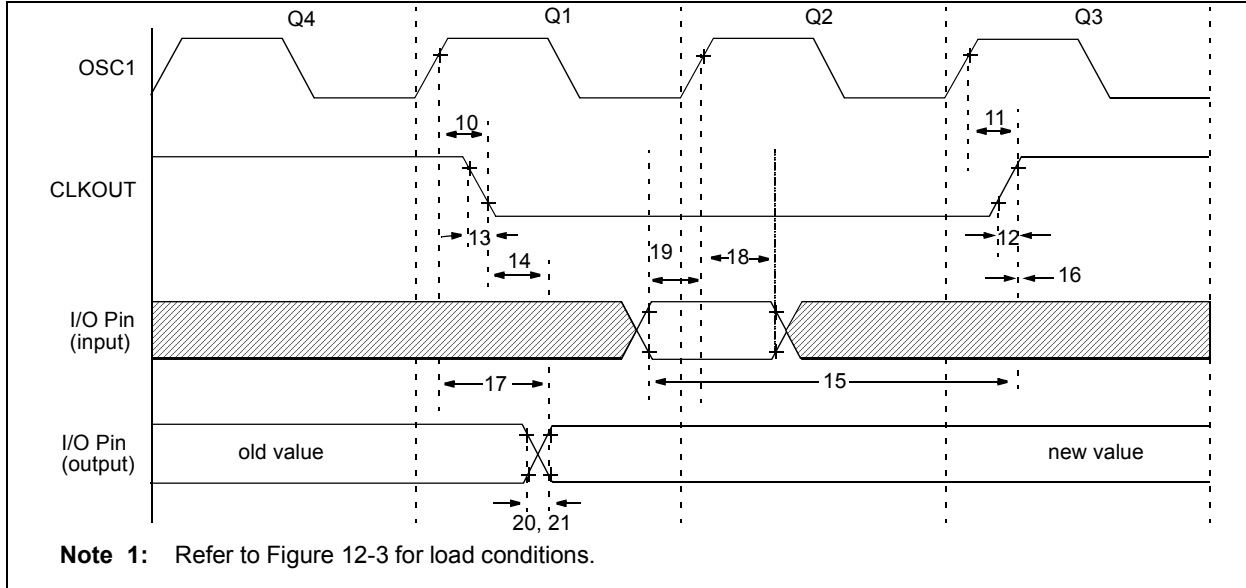 Q4 Q1 Q2 Q3
OSC1
10 11
CLKOUT
13 12
14 19 18 16
I/O Pin
(input)
17 15
I/O Pin
(output)
old value new value
20, 21
Note 1: Refer to Figure 12-3 for load conditions.